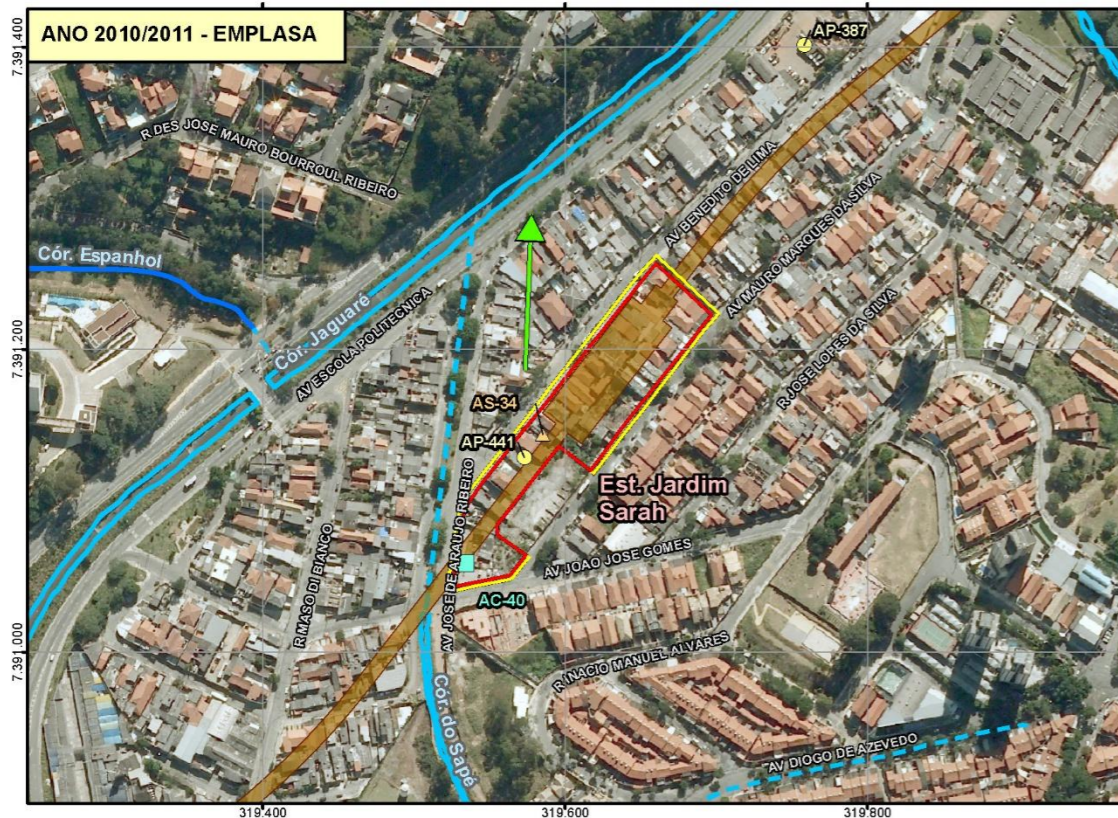 ANO 2010/2011 - EMPLASA
AP-387
7.391.400
R DES JOSE MAURO BOURROUL RIBEIRO
AV BENEDITO DE LIMA
AV MAURO MARQUES DA SILVA
Cór. Espanhol
Cór. Jaguaré
AV ESCOLA POLITECNICA
7.391.200
R JOSE LOPES DA SILVA
AS-34
AP-441
Est. Jardim
Sarah
AV JOSE DE ARAUJO RIBEIRO
R MASO DI BIANCO
AV JOAO JOSE GOMES
AC-40
7.391.000
R INACIO MANUEL ALVARES
Cór. do Sapé
AV DIOGO DE AZEVEDO
319.400
319.600
319.800